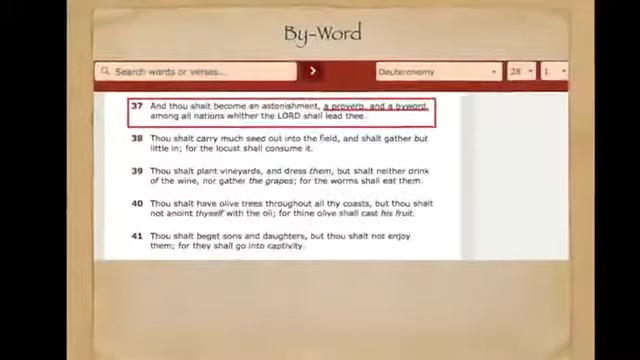 By-Word
Search words or verses...
Deuteronomy
28
1
37 And thou shalt become an astonishment, a proverb, and a byword,
among all nations whither the LORD shall lead thee.
38 Thou shalt carry much seed out into the field, and shalt gather but
little in; for the locust shall consume it.
39 Thou shalt plant vineyards, and dress them, but shalt neither drink
of the wine, nor gather the grapes; for the worms shall eat them.
40 Thou shalt have olive trees throughout all thy coasts, but thou shalt
not anoint thyself with the oil; for thine olive shall cast his fruit.
41 Thou shalt beget sons and daughters, but thou shalt not enjoy
them; for they shall go into captivity.